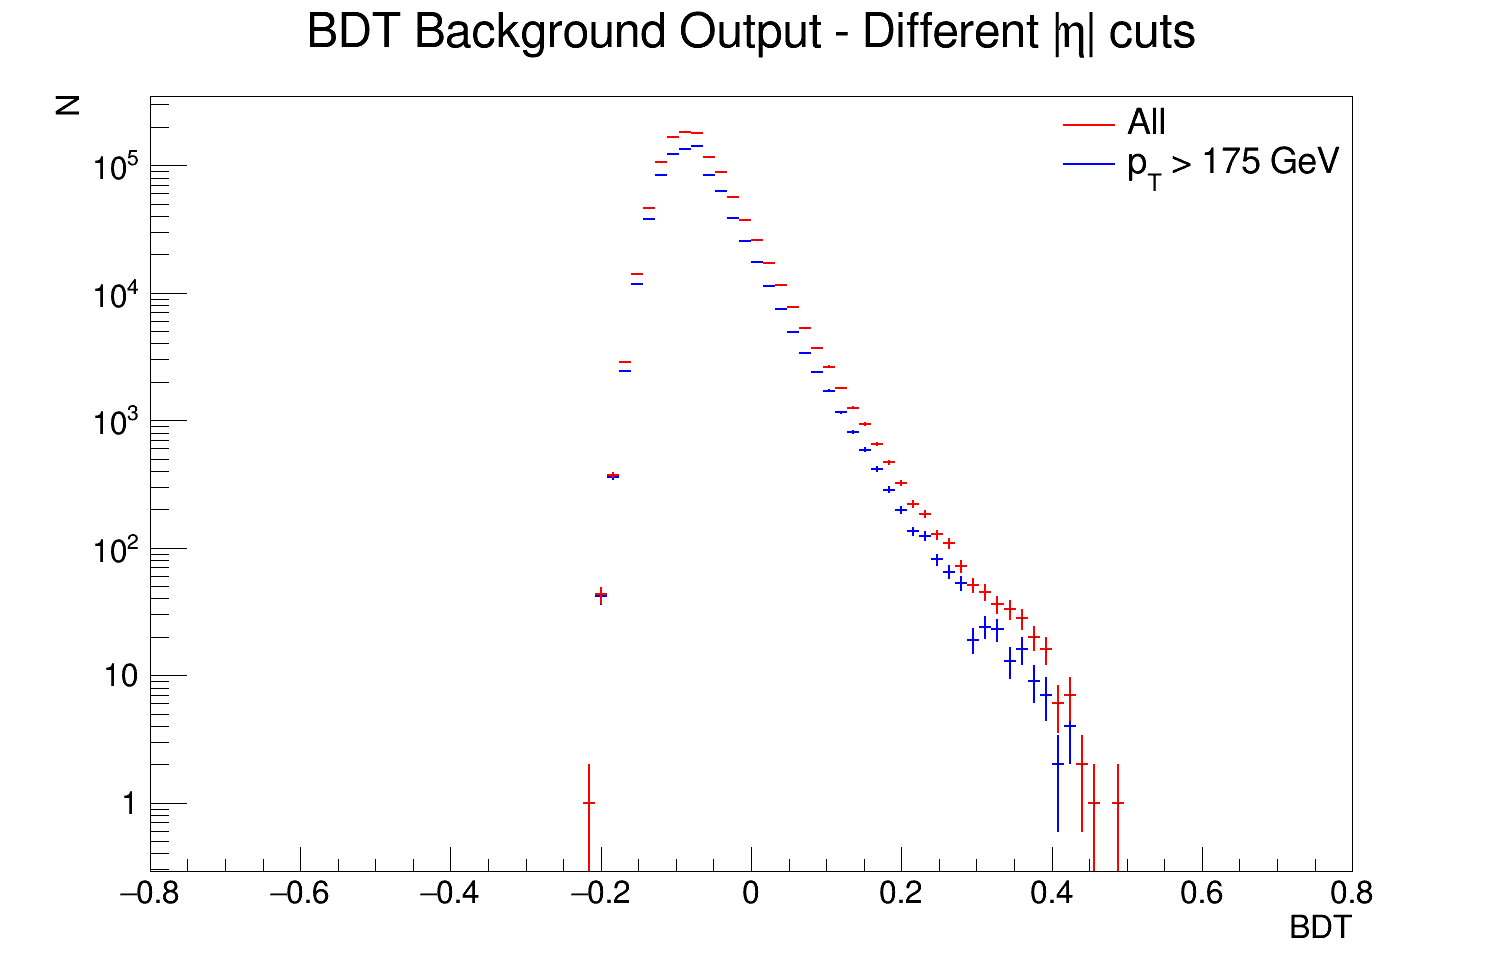 BDT Background Output - Different |η| cuts
N
All
p_T > 175 GeV
10^5
10^4
10^3
10^2
10
1
−0.8 −0.6 −0.4 −0.2 0 0.2 0.4 0.6 0.8
BDT